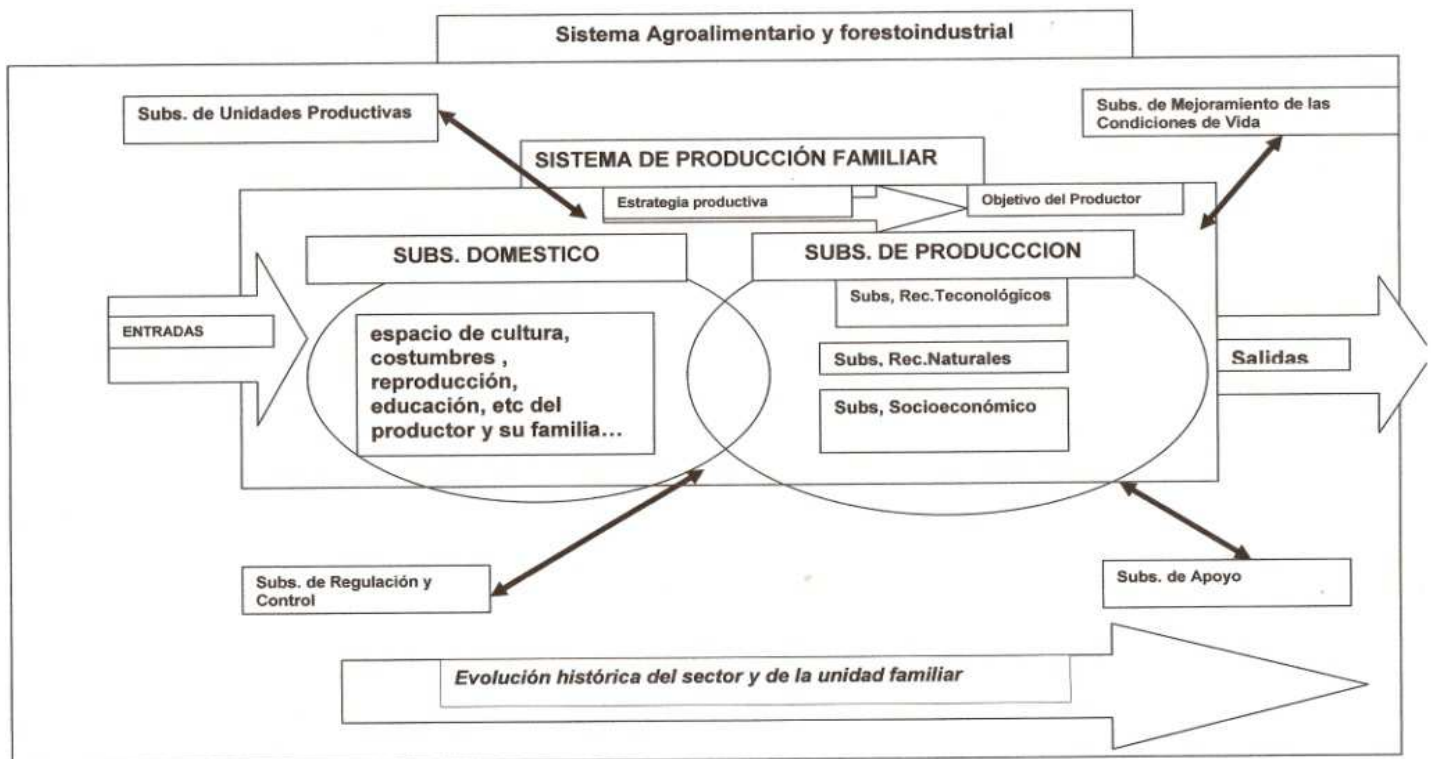 Sistema Agroalimentario y forestoindustrial
Subs. de Unidades Productivas
Subs. de Mejoramiento de las
Condiciones de Vida
SISTEMA DE PRODUCCIÓN FAMILIAR
Estrategia productiva
Objetivo del Productor
SUBS. DOMESTICO
SUBS. DE PRODUCCCION
ENTRADAS
espacio de cultura,
costumbres ,
reproducción,
educación, etc del
productor y su familia...
Subs, Rec.Teconológicos
Subs, Rec.Naturales
Subs, Socioeconómico
Salidas
Subs. de Regulación y
Control
Subs. de Apoyo
Evolución histórica del sector y de la unidad familiar